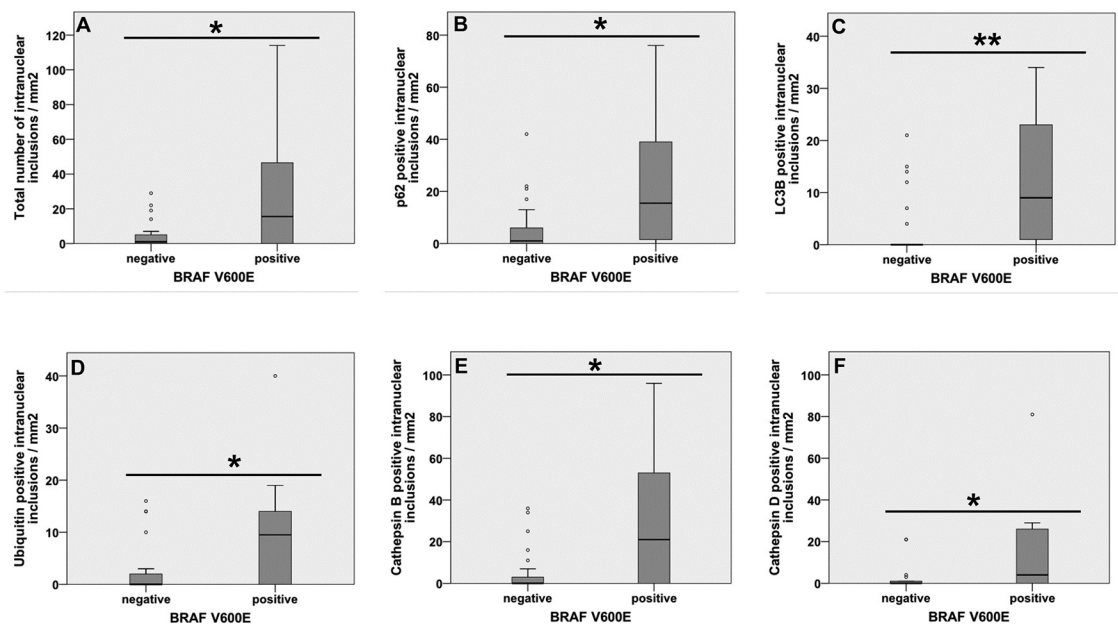 A
*
Total number of intranuclear
inclusions / mm2
120
100
80
60
40
20
0
negative
positive
BRAF V600E
B
*
p62 positive intranuclear
inclusions / mm2
80
60
40
20
0
negative
positive
BRAF V600E
C
**
LC3B positive intranuclear
inclusions / mm2
40
30
20
10
0
negative
positive
BRAF V600E
D
*
Ubiquitin positive intranuclear
inclusions / mm2
40
30
20
10
0
negative
positive
BRAF V600E
E
*
Cathepsin B positive intranuclear
inclusions / mm2
100
80
60
40
20
0
negative
positive
BRAF V600E
F
*
Cathepsin D positive intranuclear
inclusions / mm2
100
80
60
40
20
0
negative
positive
BRAF V600E